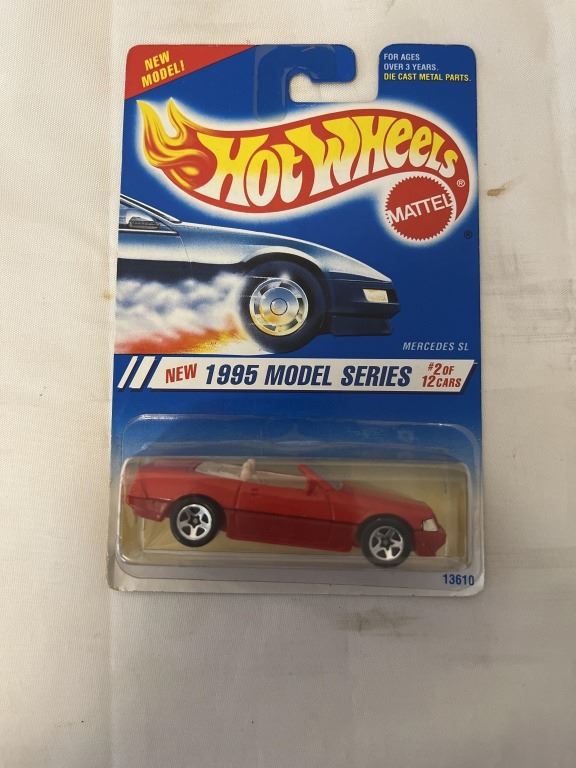 NEW
MODEL!
FOR AGES
OVER 3 YEARS.
DIE CAST METAL PARTS.
HOT WHEELS®
MATTEL
®
MERCEDES SL
NEW 1995 MODEL SERIES #2 OF
12 CARS
13610